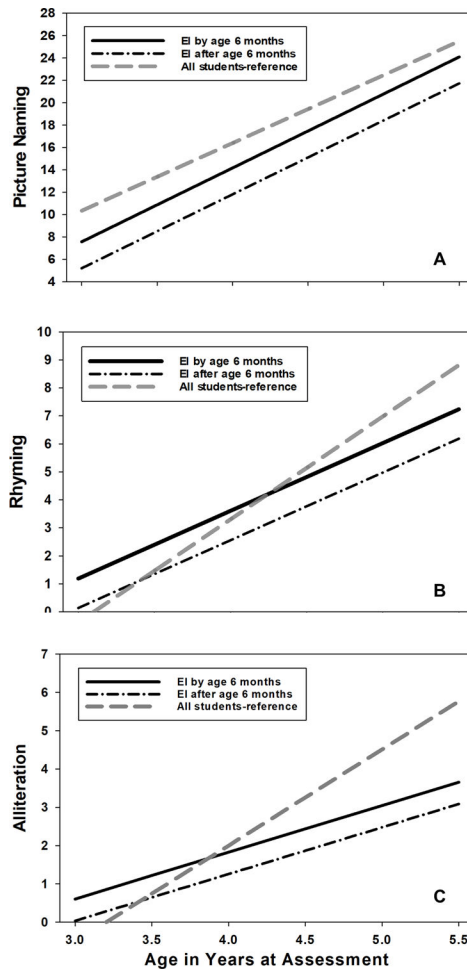 28
26
24
22
20
18
16
14
12
10
8
6
4
Picture Naming
EI by age 6 months
EI after age 6 months
All students-reference
A
10
9
8
7
6
5
4
3
2
1
0
Rhyming
EI by age 6 months
EI after age 6 months
All students-reference
B
7
6
5
4
3
2
1
0
Alliteration
EI by age 6 months
EI after age 6 months
All students-reference
C
3.0 3.5 4.0 4.5 5.0 5.5
Age in Years at Assessment